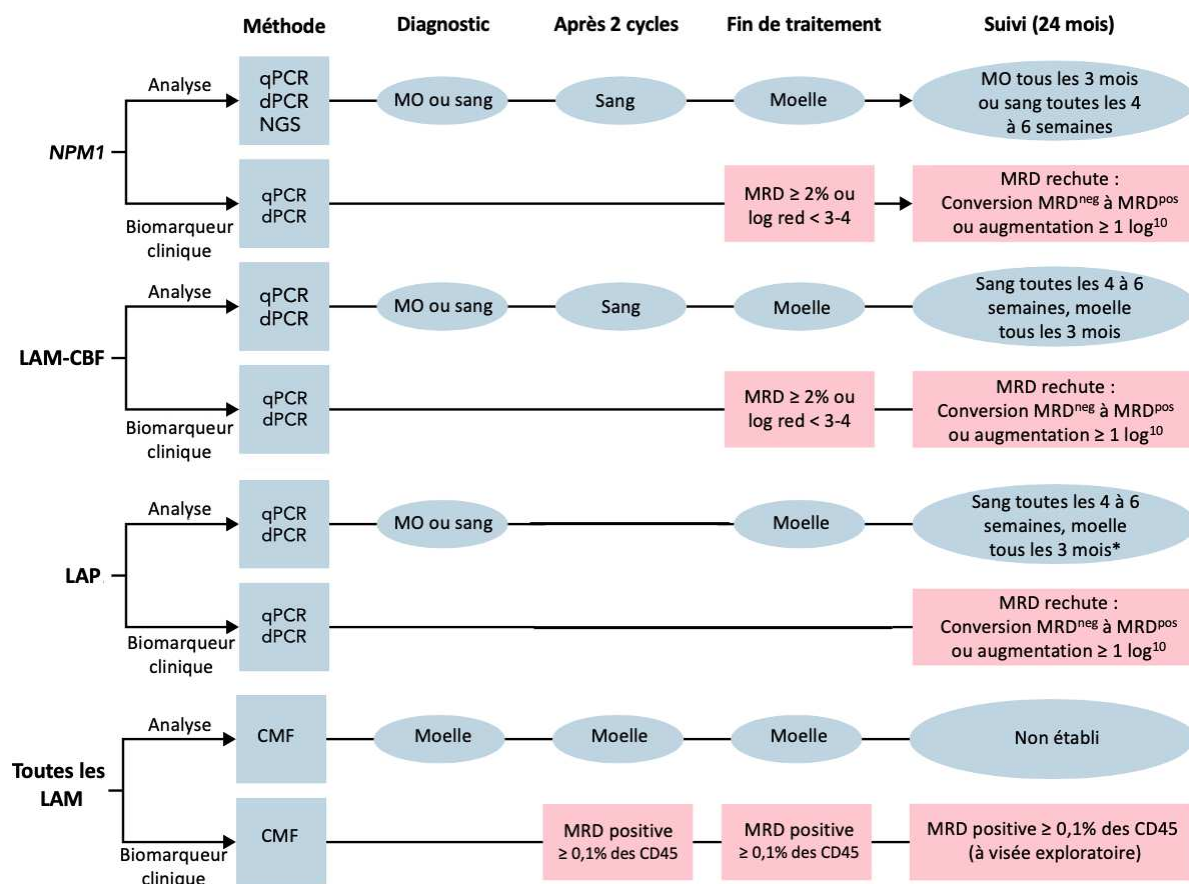 Méthode
Diagnostic
Après 2 cycles
Fin de traitement
Suivi (24 mois)
NPM1
Analyse
qPCR
dPCR
NGS
MO ou sang
Sang
Moelle
MO tous les 3 mois
ou sang toutes les 4
à 6 semaines
Biomarqueur
clinique
qPCR
dPCR
MRD ≥ 2% ou
log red < 3-4
MRD rechute :
Conversion MRDneg à MRDpos
ou augmentation ≥ 1 log10
LAM-CBF
Analyse
qPCR
dPCR
MO ou sang
Sang
Moelle
Sang toutes les 4 à 6
semaines, moelle
tous les 3 mois
Biomarqueur
clinique
qPCR
dPCR
MRD ≥ 2% ou
log red < 3-4
MRD rechute :
Conversion MRDneg à MRDpos
ou augmentation ≥ 1 log10
LAP
Analyse
qPCR
dPCR
MO ou sang
Moelle
Sang toutes les 4 à 6
semaines, moelle
tous les 3 mois*
Biomarqueur
clinique
qPCR
dPCR
MRD rechute :
Conversion MRDneg à MRDpos
ou augmentation ≥ 1 log10
Toutes les
LAM
Analyse
CMF
Moelle
Moelle
Moelle
Non établi
Biomarqueur
clinique
CMF
MRD positive
≥ 0,1% des CD45
MRD positive
≥ 0,1% des CD45
MRD positive ≥ 0,1% des CD45
(à visée exploratoire)